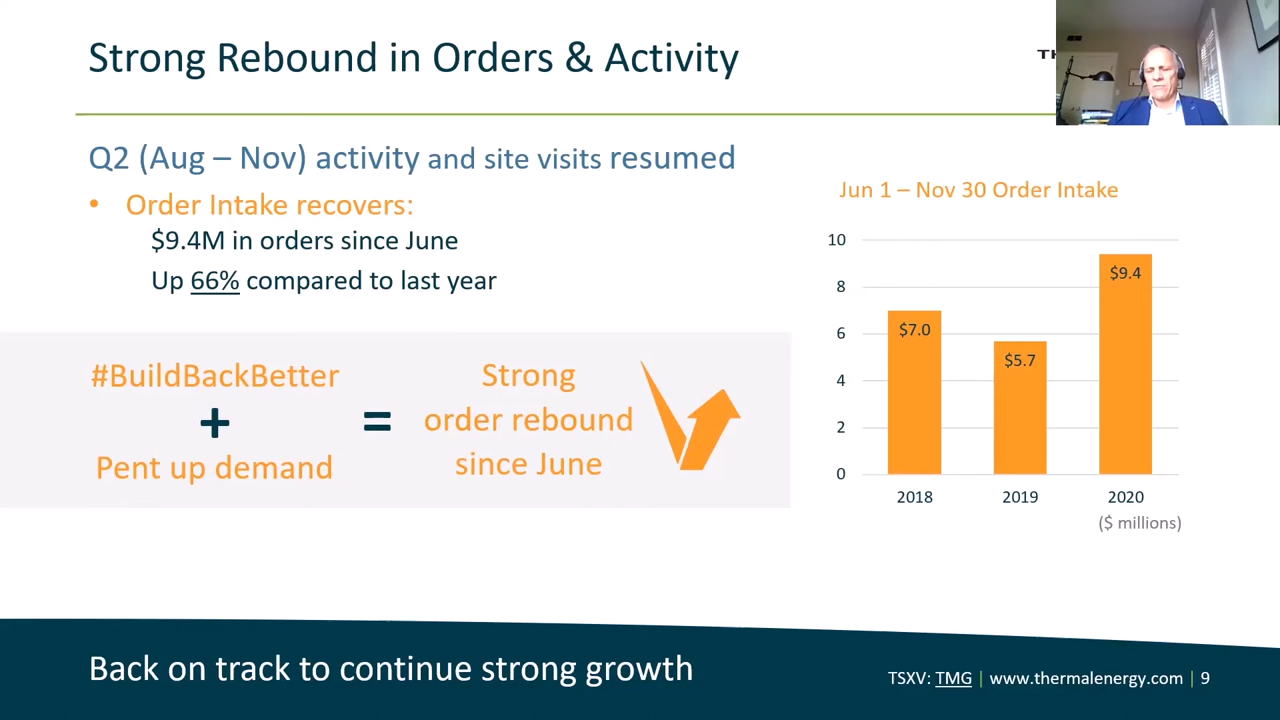 Strong Rebound in Orders & Activity
Q2 (Aug – Nov) activity and site visits resumed
• Order Intake recovers:
$9.4M in orders since June
Up 66% compared to last year
#BuildBackBetter
+
Pent up demand
=
Strong
order rebound
since June
Jun 1 – Nov 30 Order Intake
10
8
6
4
2
0
$7.0
$5.7
$9.4
2018
2019
2020
($ millions)
Back on track to continue strong growth
TSXV: TMG | www.thermalenergy.com | 9